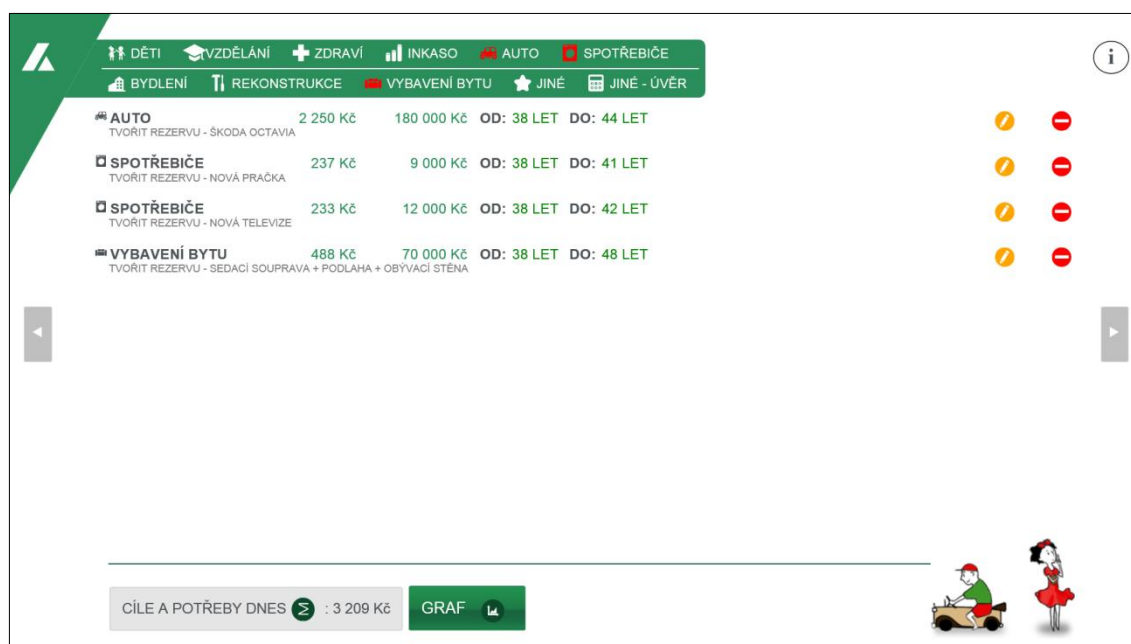 DĚTI VZDĚLÁNÍ ZDRAVÍ INKASO AUTO SPOTŘEBIČE
BYDLENÍ REKONSTRUKCE VYBAVENÍ BYTU JINÉ JINÉ - ÚVĚR
i
AUTO 2 250 Kč 180 000 Kč OD: 38 LET DO: 44 LET
TVOŘIT REZERVU - ŠKODA OCTAVIA
SPOTŘEBIČE 237 Kč 9 000 Kč OD: 38 LET DO: 41 LET
TVOŘIT REZERVU - NOVÁ PRAČKA
SPOTŘEBIČE 233 Kč 12 000 Kč OD: 38 LET DO: 42 LET
TVOŘIT REZERVU - NOVÁ TELEVIZE
VYBAVENÍ BYTU 488 Kč 70 000 Kč OD: 38 LET DO: 48 LET
TVOŘIT REZERVU - SEDACÍ SOUPRAVA + PODLAHA + OBÝVACÍ STĚNA
CÍLE A POTŘEBY DNES Σ : 3 209 Kč GRAF